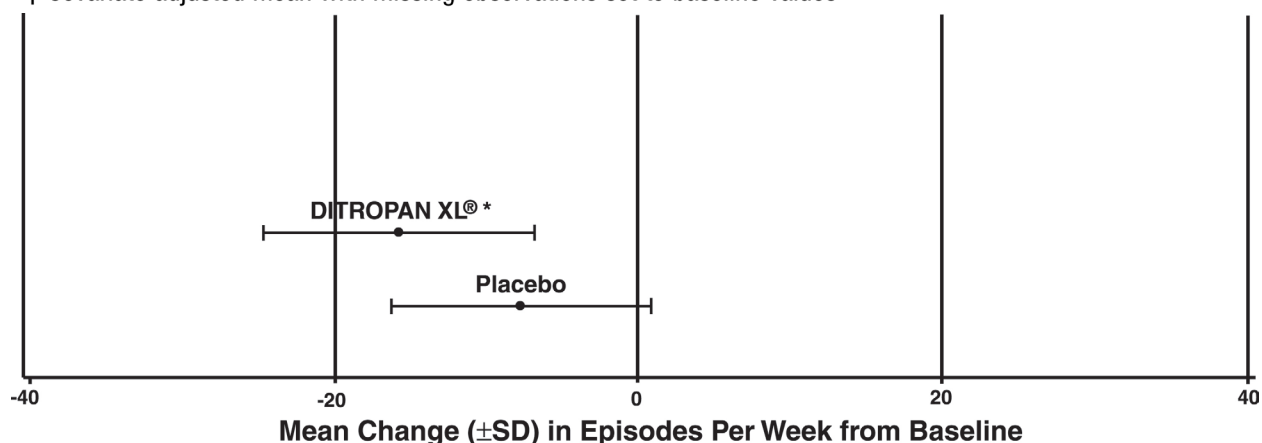 DITROPAN XL® *
Placebo
-40 -20 0 20 40
Mean Change (±SD) in Episodes Per Week from Baseline